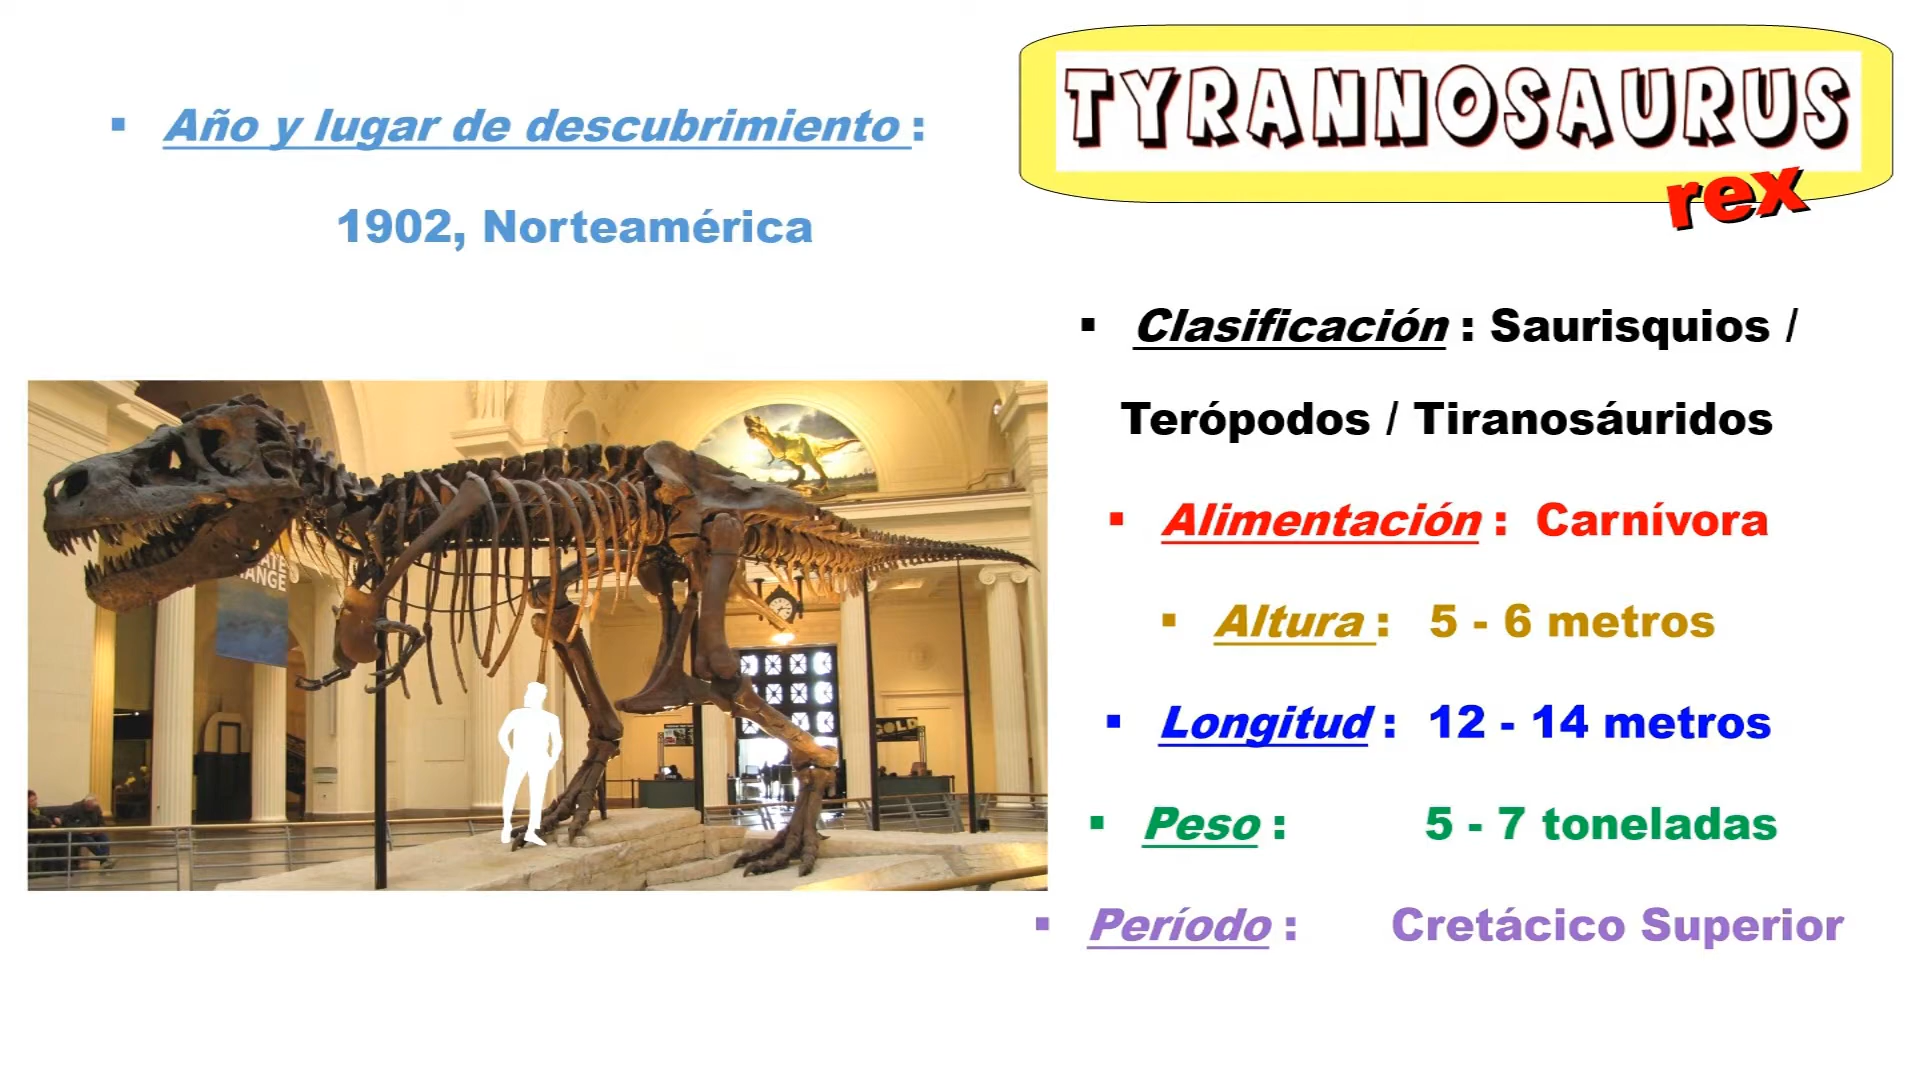 TYRANNOSAURUS
rex
▪ Año y lugar de descubrimiento :
1902, Norteamérica
▪ Clasificación : Saurisquios /
Terópodos / Tiranosáuridos
▪ Alimentación : Carnívora
▪ Altura : 5 - 6 metros
▪ Longitud : 12 - 14 metros
▪ Peso : 5 - 7 toneladas
▪ Período : Cretácico Superior
GOLD